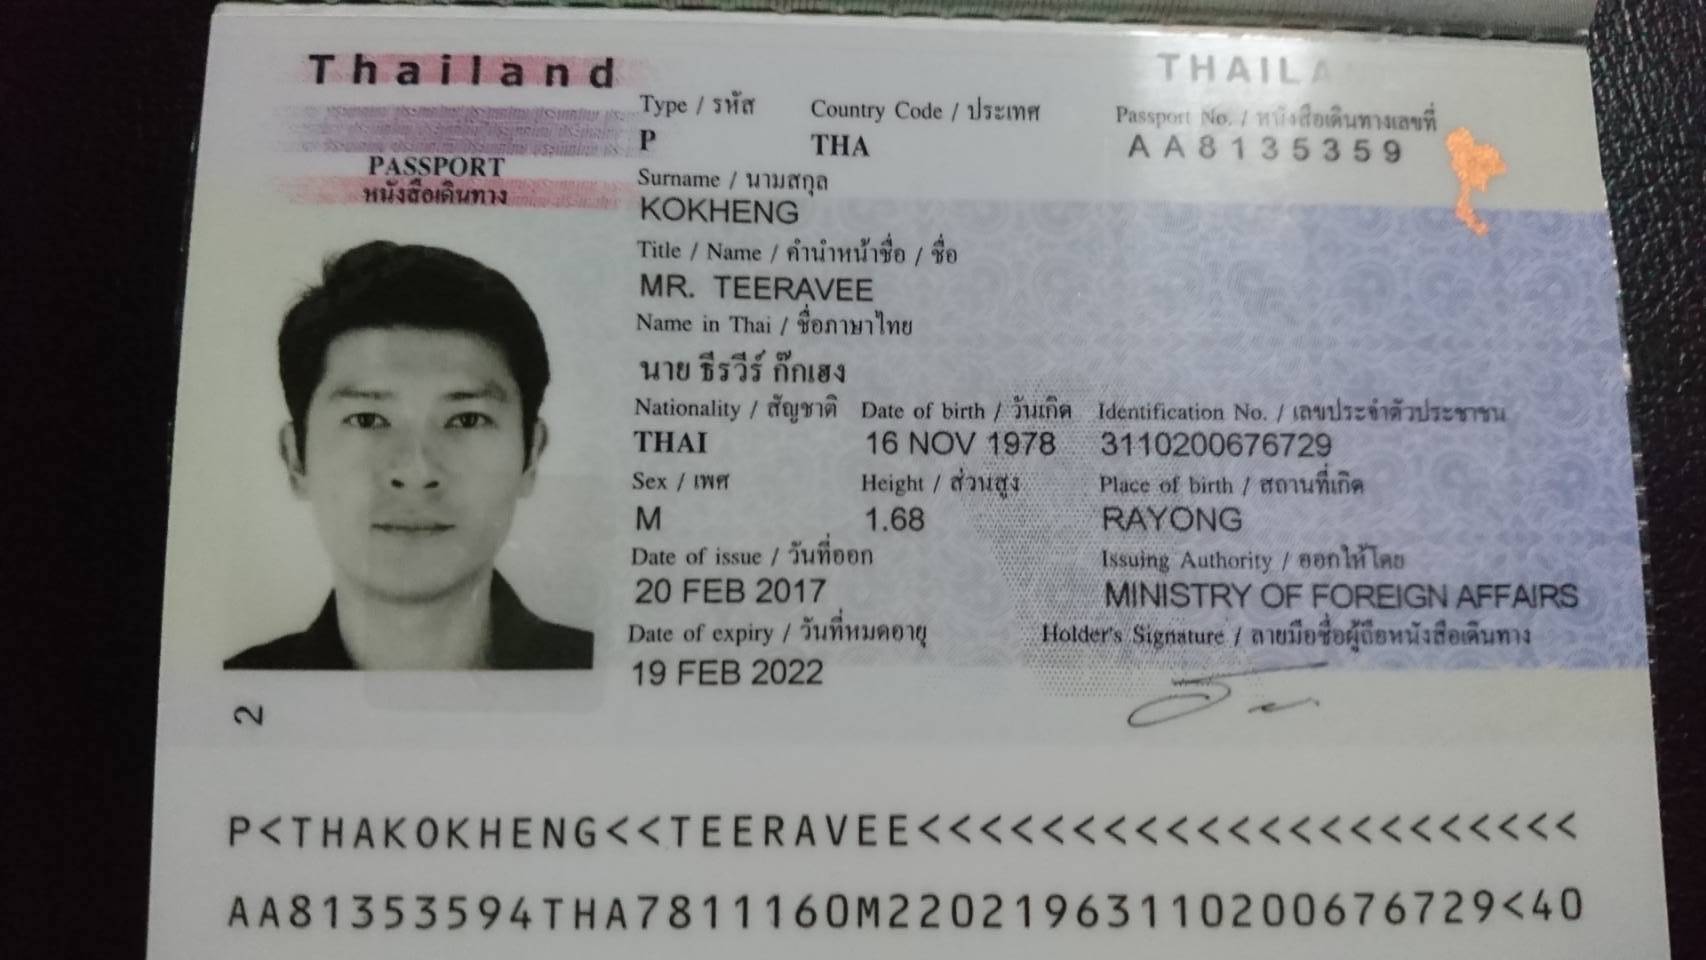 Thailand
THAILA
PASSPORT
หนังสือเดินทาง
Type / รหัส
P
Country Code / ประเทศ
THA
Passport No. / หนังสือเดินทางเลขที่
AA8135359
Surname / นามสกุล
KOKHENG
Title / Name / คำนำหน้าชื่อ / ชื่อ
MR. TEERAVEE
Name in Thai / ชื่อภาษาไทย
นาย ธีรวีร์ ก๊กเฮง
Nationality / สัญชาติ
THAI
Date of birth / วันเกิด
16 NOV 1978
Identification No. / เลขประจำตัวประชาชน
3110200676729
Sex / เพศ
M
Height / ส่วนสูง
1.68
Place of birth / สถานที่เกิด
RAYONG
Date of issue / วันที่ออก
20 FEB 2017
Issuing Authority / ออกให้โดย
MINISTRY OF FOREIGN AFFAIRS
Date of expiry / วันที่หมดอายุ
19 FEB 2022
Holder's Signature / ลายมือชื่อผู้ถือหนังสือเดินทาง
2
P<THAKOKHENG<<TEERAVEE<<<<<<<<<<<<<<<<<<<<<<
AA81353594THA7811160M22021963110200676729<40